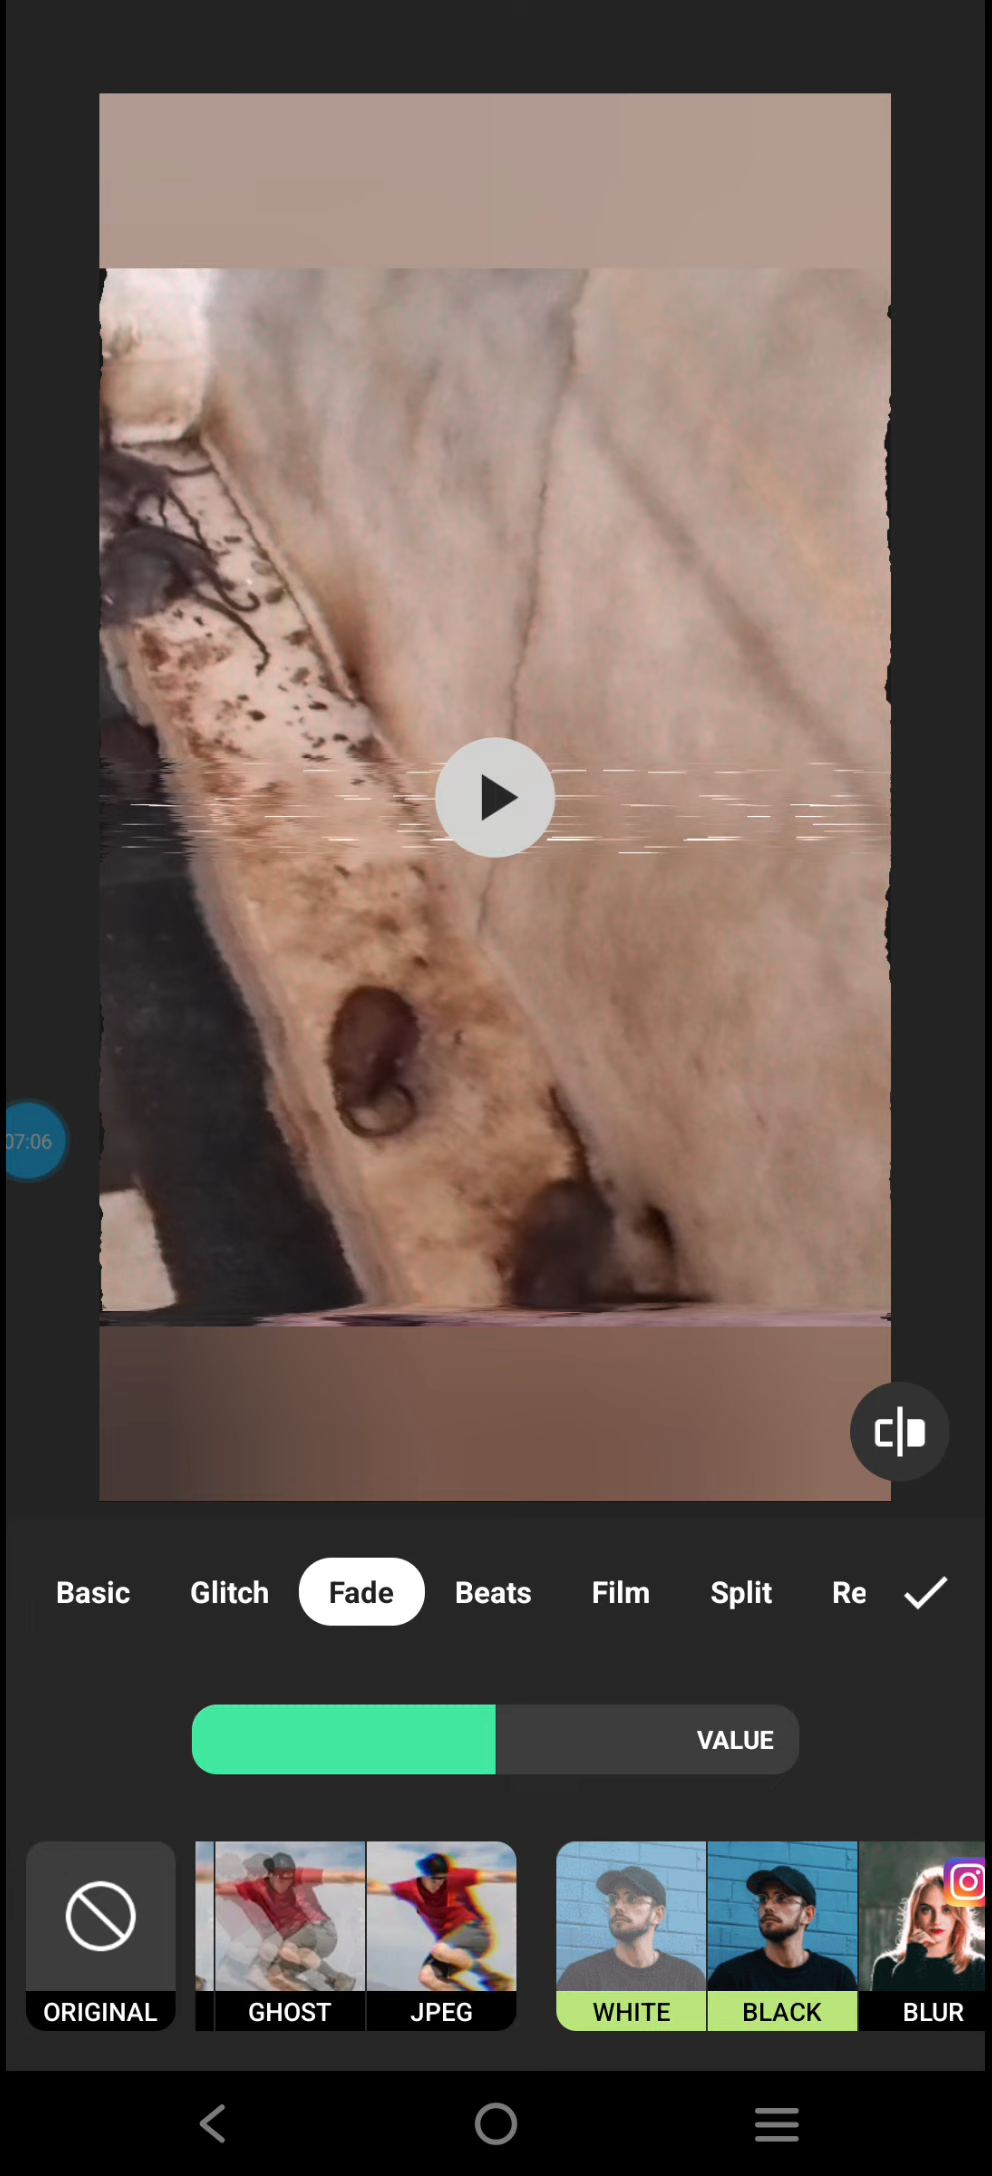 07:06
Basic Glitch Fade Beats Film Split Re
VALUE
ORIGINAL GHOST JPEG WHITE BLACK BLUR